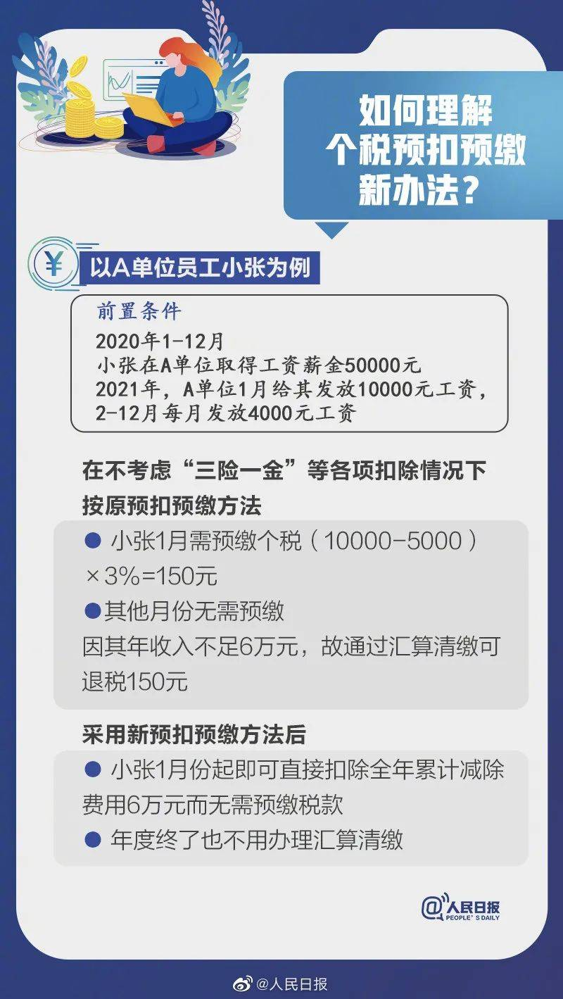 如何理解
个税预扣预缴
新办法？
¥
以A单位员工小张为例
前置条件
2020年1-12月
小张在A单位取得工资薪金50000元
2021年，A单位1月给其发放10000元工资，
2-12月每月发放4000元工资
在不考虑“三险一金”等各项扣除情况下
按原预扣预缴方法
● 小张1月需预缴个税（10000-5000）
×3%=150元
●其他月份无需预缴
因其年收入不足6万元，故通过汇算清缴可
退税150元
采用新预扣预缴方法后
● 小张1月份起即可直接扣除全年累计减除
费用6万元而无需预缴税款
● 年度终了也不用办理汇算清缴
@人民日报
PEOPLE'S DAILY
@人民日报